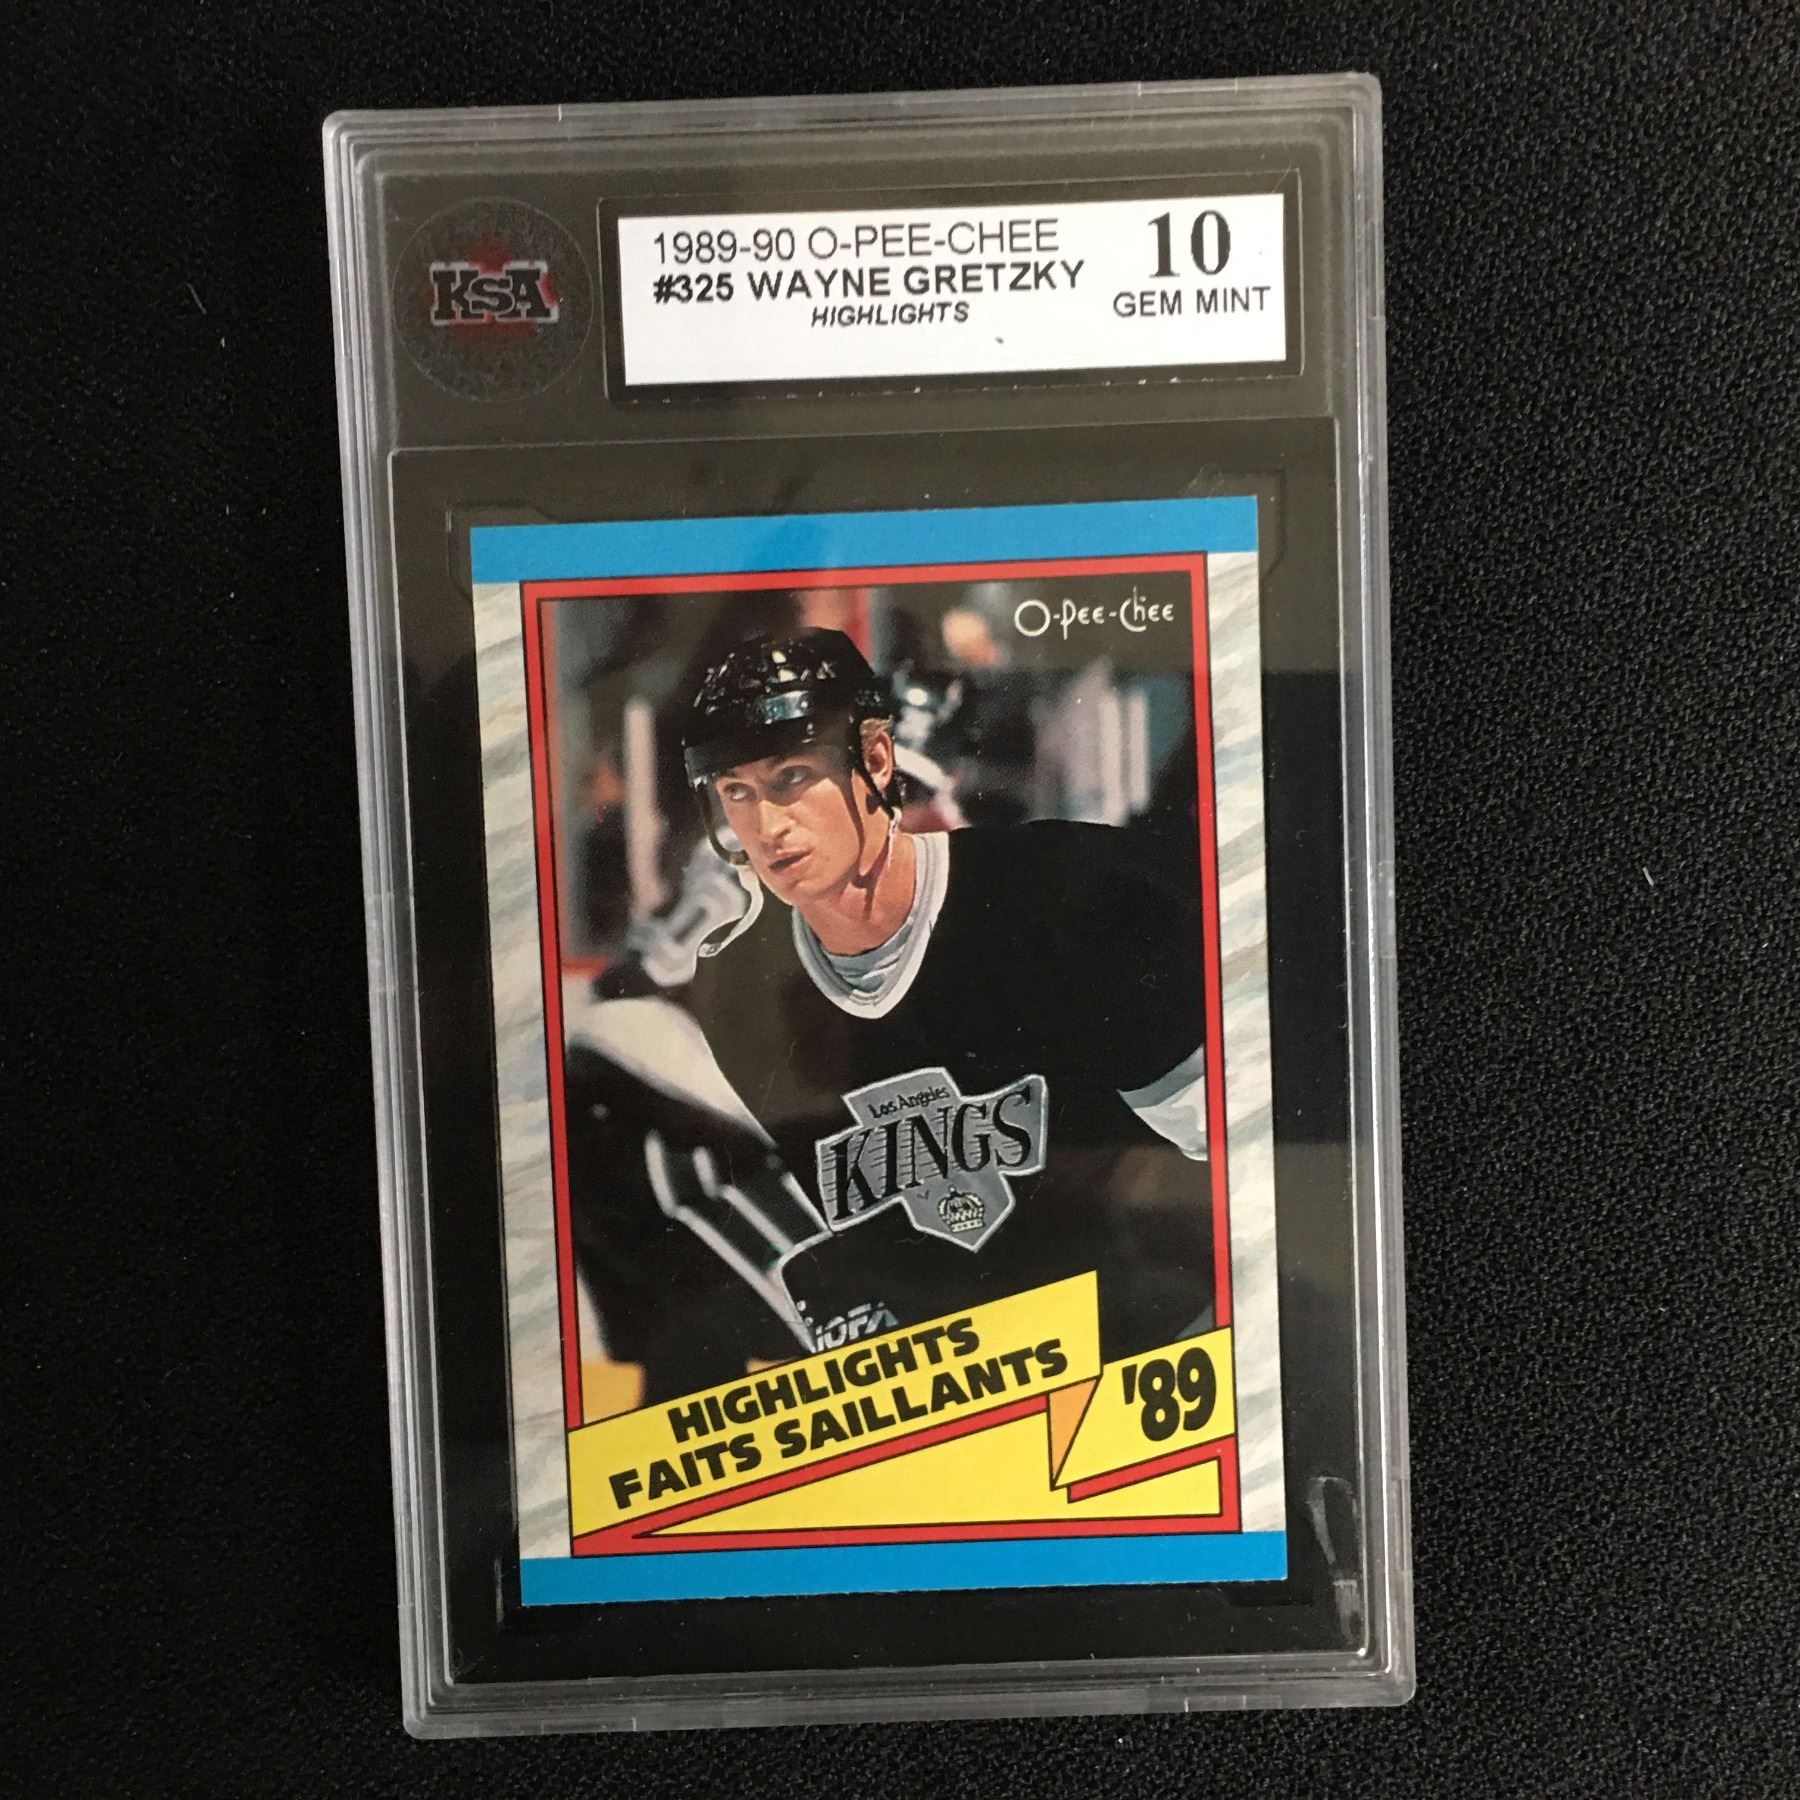 KSA
1989-90 O-PEE-CHEE
#325 WAYNE GRETZKY
HIGHLIGHTS
10
GEM MINT
O-Pee-Chee
Los Angeles
KINGS
HIGHLIGHTS
FAITS SAILLANTS
'89